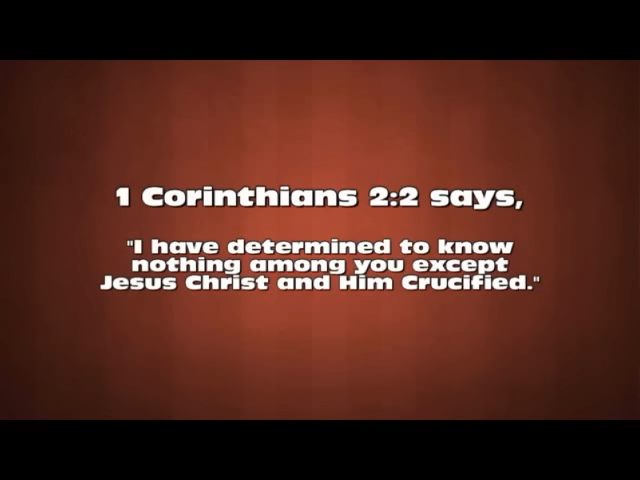 1 Corinthians 2:2 says,
"I have determined to know
nothing among you except
Jesus Christ and Him Crucified."